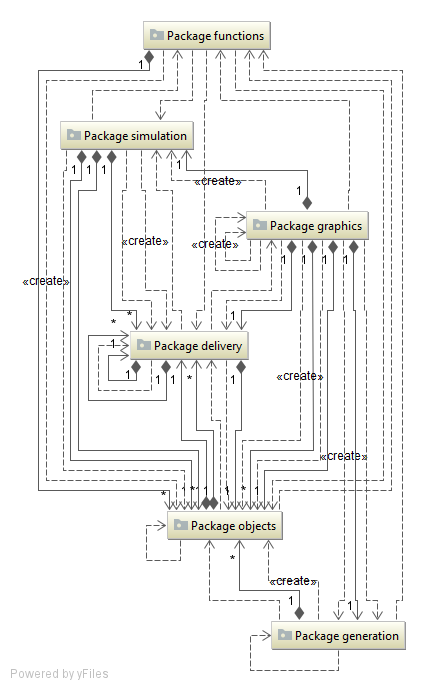 Package functions
1
Package simulation
1 1 1 «create» 1
1
Package graphics
«create» «create»
1 1 1 1
«create»
* * 1
* Package delivery
1
1 1 * 1
«create»
«create»
* 1 * 1 1 * 1
Package objects
*
«create»
1
Package generation
Powered by yFiles